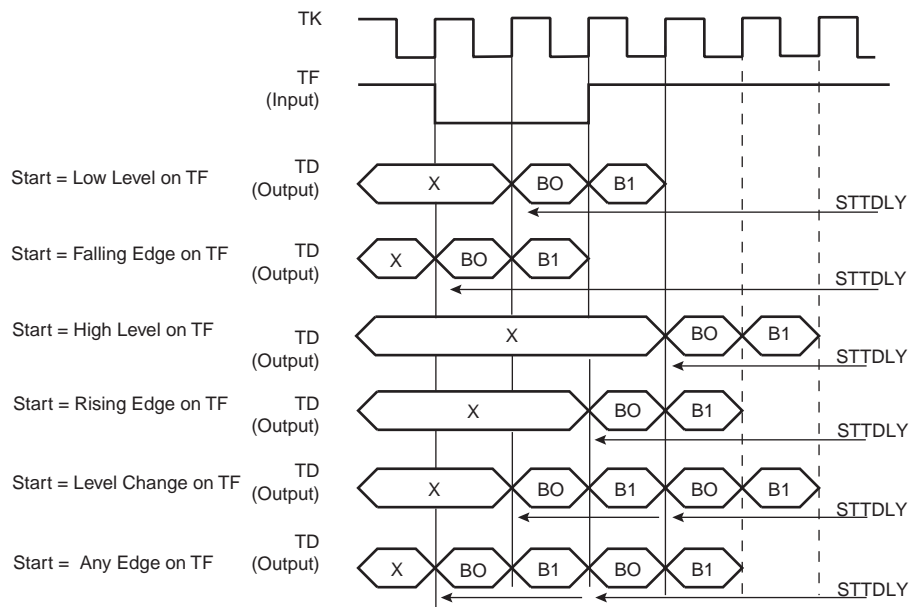 TK
TF
(Input)
Start = Low Level on TF
TD
(Output)
X
BO
B1
STTDLY
Start = Falling Edge on TF
TD
(Output)
X
BO
B1
STTDLY
Start = High Level on TF
TD
(Output)
X
BO
B1
STTDLY
Start = Rising Edge on TF
TD
(Output)
X
BO
B1
STTDLY
Start = Level Change on TF
TD
(Output)
X
BO
B1
BO
B1
STTDLY
Start = Any Edge on TF
TD
(Output)
X
BO
B1
BO
B1
STTDLY